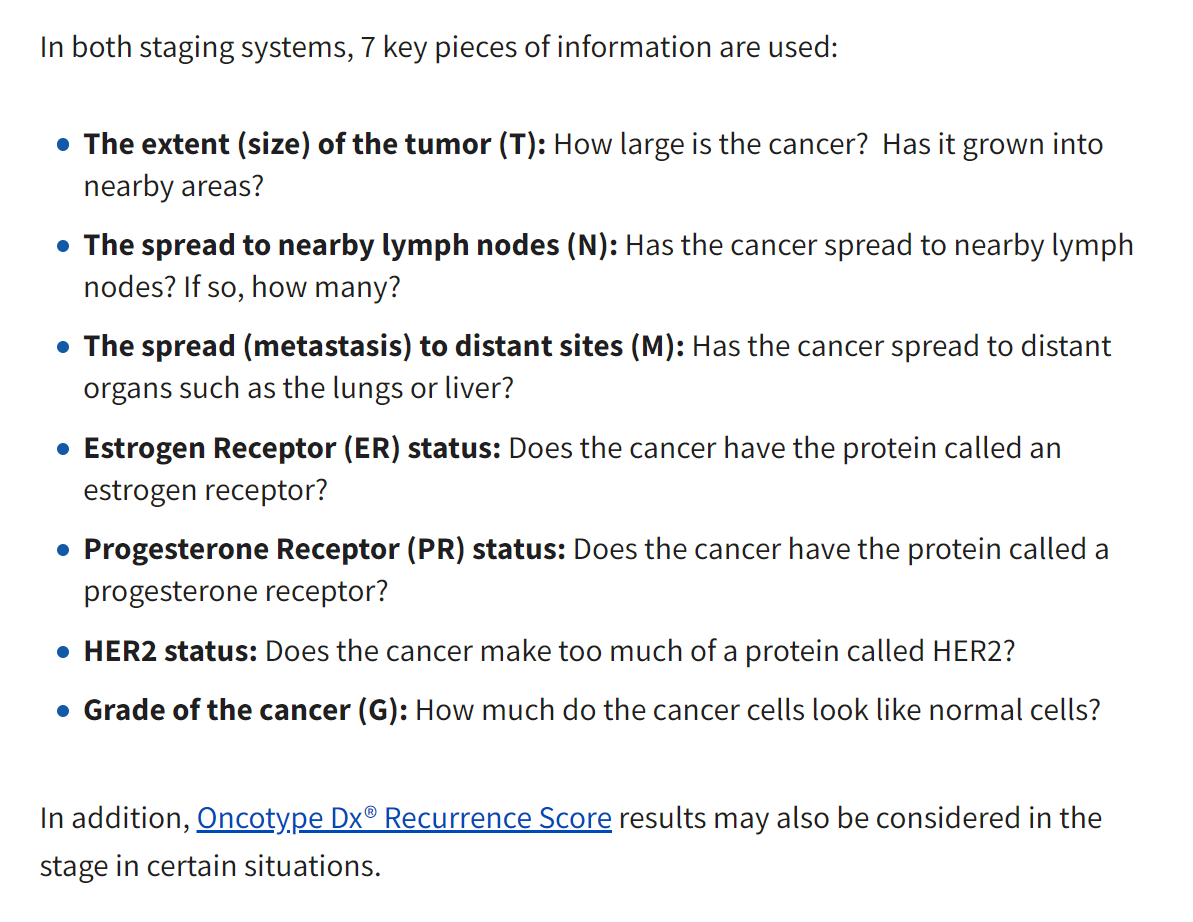 In both staging systems, 7 key pieces of information are used:
• The extent (size) of the tumor (T): How large is the cancer?  Has it grown into
nearby areas?
• The spread to nearby lymph nodes (N): Has the cancer spread to nearby lymph
nodes? If so, how many?
• The spread (metastasis) to distant sites (M): Has the cancer spread to distant
organs such as the lungs or liver?
• Estrogen Receptor (ER) status: Does the cancer have the protein called an
estrogen receptor?
• Progesterone Receptor (PR) status: Does the cancer have the protein called a
progesterone receptor?
• HER2 status: Does the cancer make too much of a protein called HER2?
• Grade of the cancer (G): How much do the cancer cells look like normal cells?
In addition, Oncotype Dx® Recurrence Score results may also be considered in the
stage in certain situations.